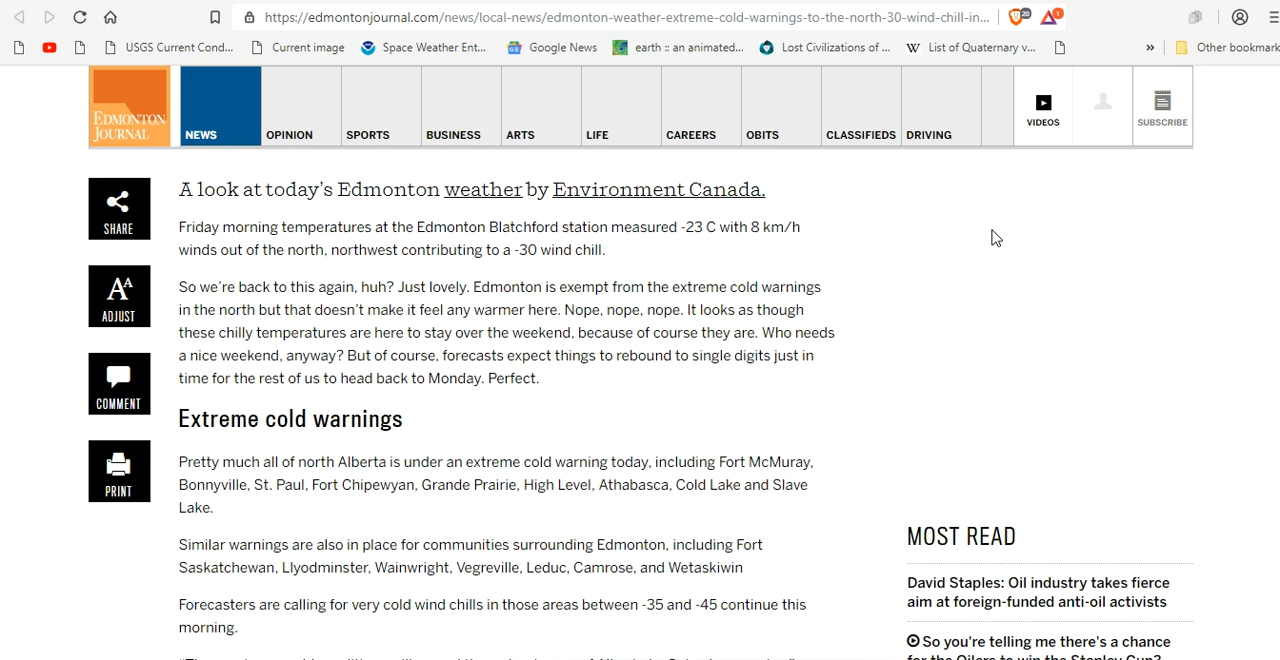 https://edmontonjournal.com/news/local-news/edmonton-weather-extreme-cold-warnings-to-the-north-30-wind-chill-in...
20
1
USGS Current Cond...
Current image
Space Weather Ent...
Google News
earth :: an animated...
Lost Civilizations of ...
List of Quaternary v...
»
Other bookmark
EDMONTON JOURNAL
NEWS
OPINION
SPORTS
BUSINESS
ARTS
LIFE
CAREERS
OBITS
CLASSIFIEDS
DRIVING
VIDEOS
SUBSCRIBE
SHARE
ADJUST
COMMENT
PRINT
A look at today's Edmonton weather by Environment Canada.
Friday morning temperatures at the Edmonton Blatchford station measured -23 C with 8 km/h
winds out of the north, northwest contributing to a -30 wind chill.
So we're back to this again, huh? Just lovely. Edmonton is exempt from the extreme cold warnings
in the north but that doesn't make it feel any warmer here. Nope, nope, nope. It looks as though
these chilly temperatures are here to stay over the weekend, because of course they are. Who needs
a nice weekend, anyway? But of course, forecasts expect things to rebound to single digits just in
time for the rest of us to head back to Monday. Perfect.
Extreme cold warnings
Pretty much all of north Alberta is under an extreme cold warning today, including Fort McMuray,
Bonnyville, St. Paul, Fort Chipewyan, Grande Prairie, High Level, Athabasca, Cold Lake and Slave
Lake.
Similar warnings are also in place for communities surrounding Edmonton, including Fort
Saskatchewan, Llyodminster, Wainwright, Vegreville, Leduc, Camrose, and Wetaskiwin
Forecasters are calling for very cold wind chills in those areas between -35 and -45 continue this
morning.
MOST READ
David Staples: Oil industry takes fierce
aim at foreign-funded anti-oil activists
So you're telling me there's a chance
for the Oilers to win the Stanley Cup?